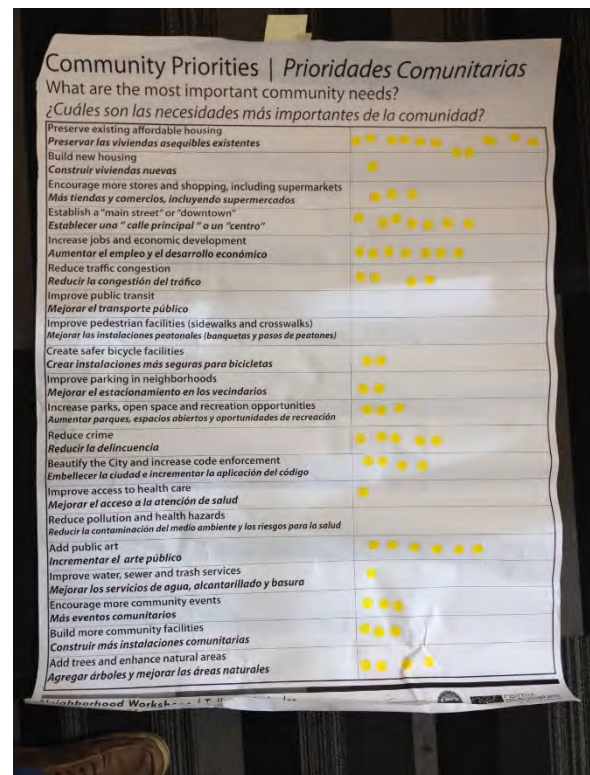 Community Priorities | Prioridades Comunitarias
What are the most important community needs?
¿Cuáles son las necesidades más importantes de la comunidad?
Preserve existing affordable housing
Preservar las viviendas asequibles existentes
Build new housing
Construir viviendas nuevas
Encourage more stores and shopping, including supermarkets
Más tiendas y comercios, incluyendo supermercados
Establish a "main street" or "downtown"
Establecer una " calle principal " o un "centro"
Increase jobs and economic development
Aumentar el empleo y el desarrollo económico
Reduce traffic congestion
Reducir la congestión del tráfico
Improve public transit
Mejorar el transporte público
Improve pedestrian facilities (sidewalks and crosswalks)
Mejorar las instalaciones peatonales (banquetas y pasos de peatones)
Create safer bicycle facilities
Crear instalaciones más seguras para bicicletas
Improve parking in neighborhoods
Mejorar el estacionamiento en los vecindarios
Increase parks, open space and recreation opportunities
Aumentar parques, espacios abiertos y oportunidades de recreación
Reduce crime
Reducir la delincuencia
Beautify the City and increase code enforcement
Embellecer la ciudad e incrementar la aplicación del código
Improve access to health care
Mejorar el acceso a la atención de salud
Reduce pollution and health hazards
Reducir la contaminación del medio ambiente y los riesgos para la salud
Add public art
Incrementar el arte público
Improve water, sewer and trash services
Mejorar los servicios de agua, alcantarillado y basura
Encourage more community events
Más eventos comunitarios
Build more community facilities
Construir más instalaciones comunitarias
Add trees and enhance natural areas
Agregar árboles y mejorar las áreas naturales
Neighborhood